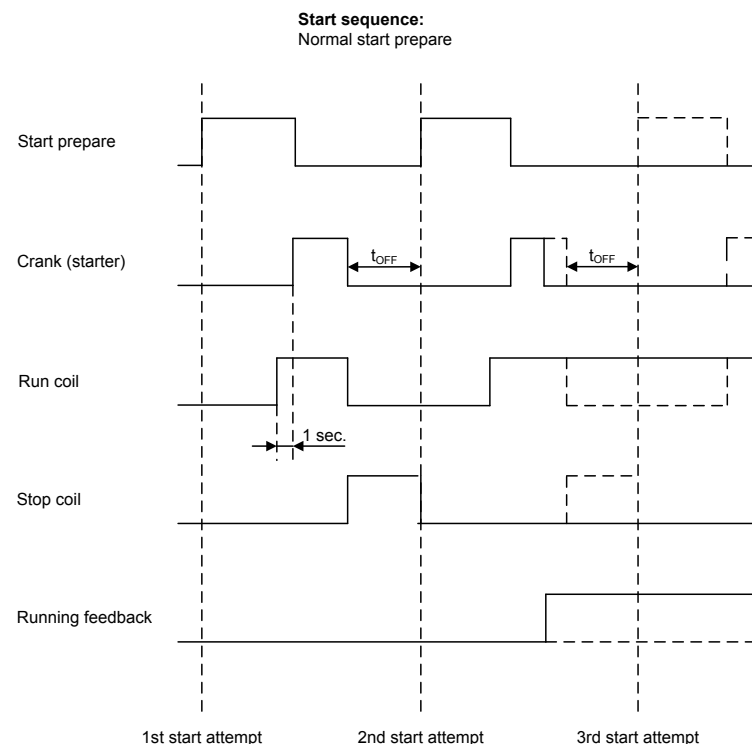 Start sequence:
Normal start prepare
Start prepare
Crank (starter)
tOFF
tOFF
Run coil
1 sec.
Stop coil
Running feedback
1st start attempt
2nd start attempt
3rd start attempt